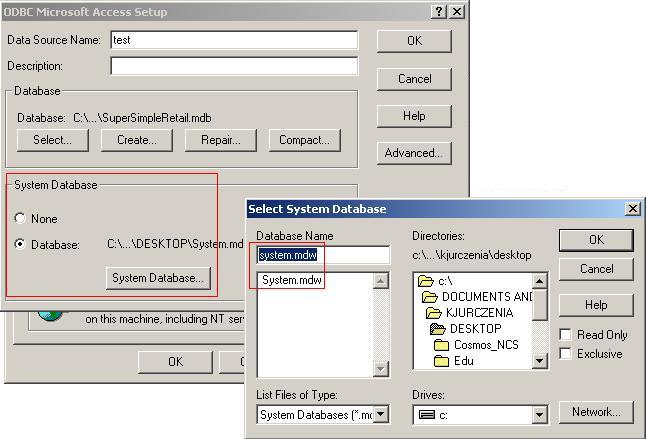 ODBC Microsoft Access Setup
Data Source Name: test
OK
Description:
Cancel
Database
Database: C:\...\SuperSimpleRetail.mdb
Help
Select... Create... Repair... Compact...
Advanced...
System Database
None
Database: C:\...\DESKTOP\System.md
System Database...
on this machine, including NT serv
OK
Select System Database
Database Name
system.mdw
System.mdw
List Files of Type:
System Databases (*.m
Directories:
c:\...\kjurczenia\desktop
c:\
DOCUMENTS AND
KJURCZENIA
DESKTOP
Cosmos_NCS
Edu
Drives:
c:
OK
Cancel
Help
Read Only
Exclusive
Network...